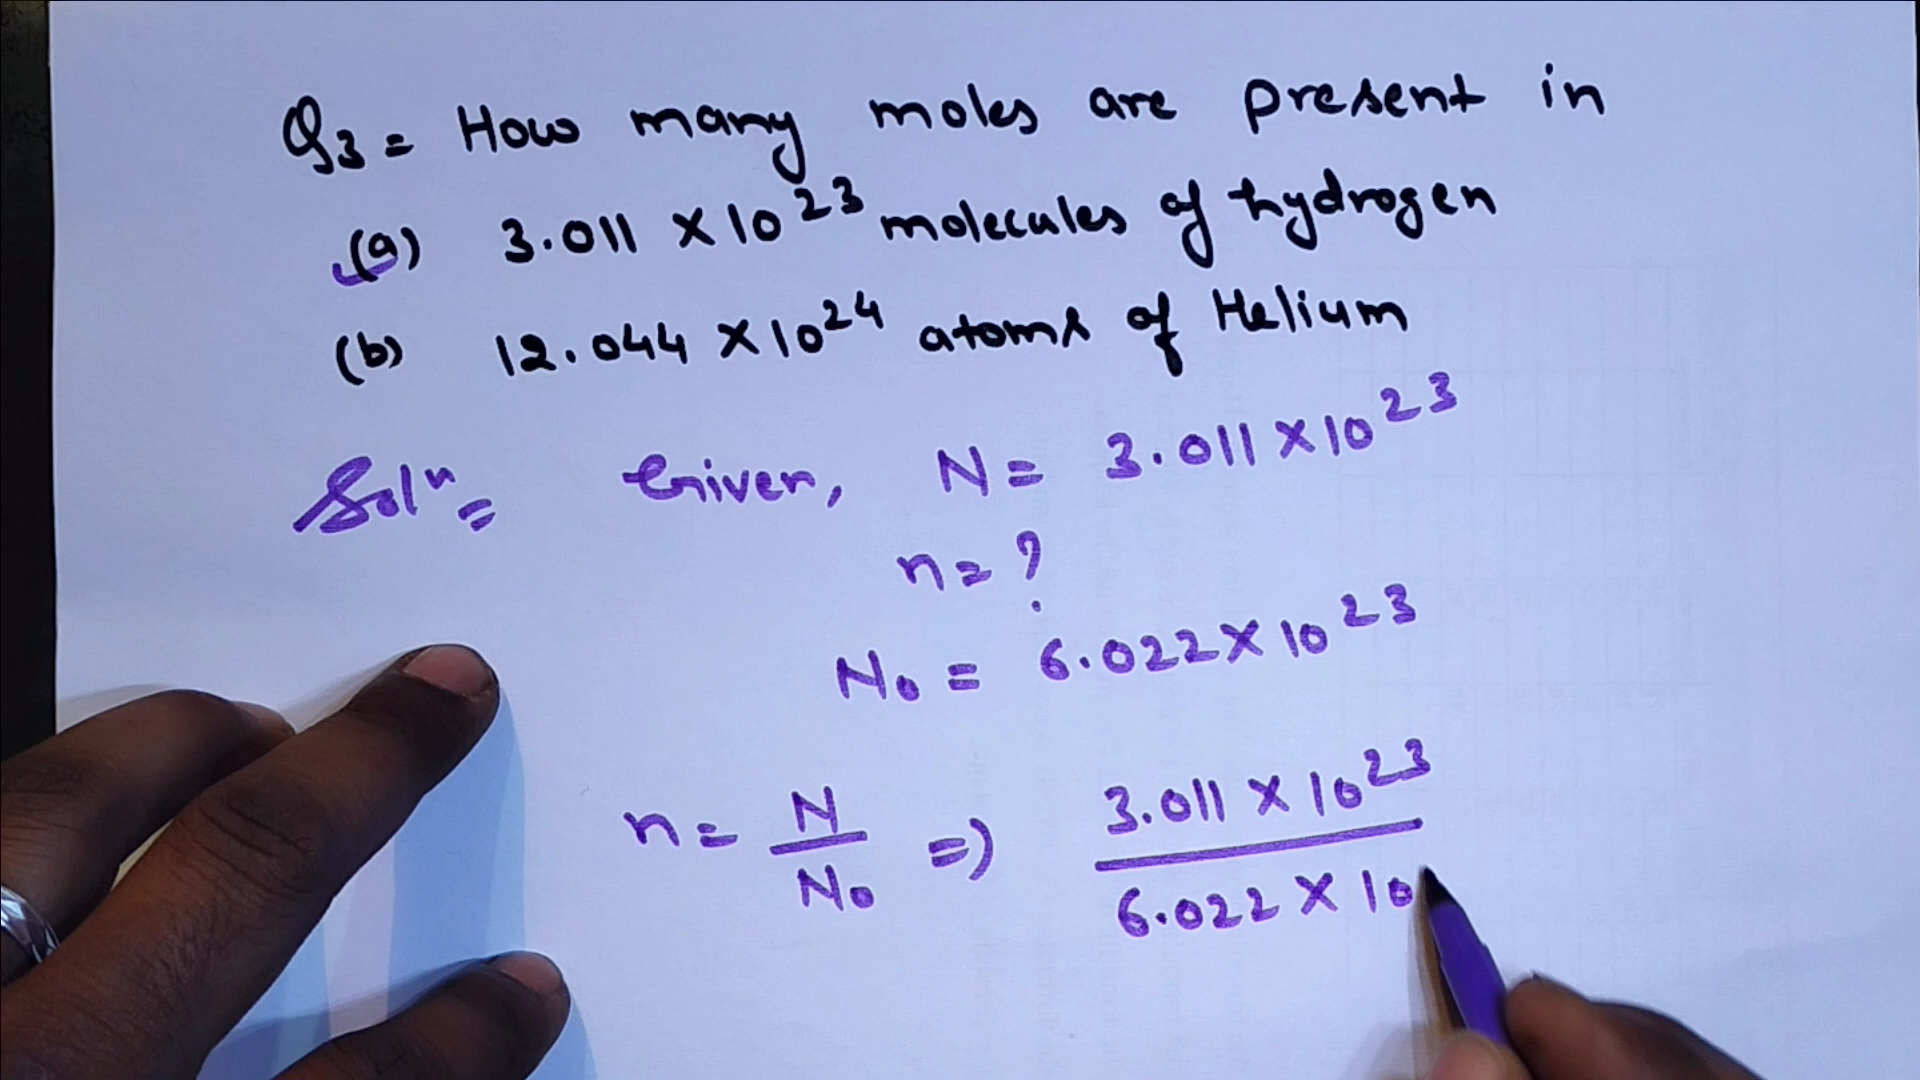 Q3= How many moles are present in
(a) 3.011 ×10²³ molecules of hydrogen
(b) 12.044 ×10²⁴ atoms of Helium
Solⁿ= Given, N= 3.011×10²³
n=?
N₀ = 6.022×10²³
n= N/N₀ => 3.011×10²³/6.022×10